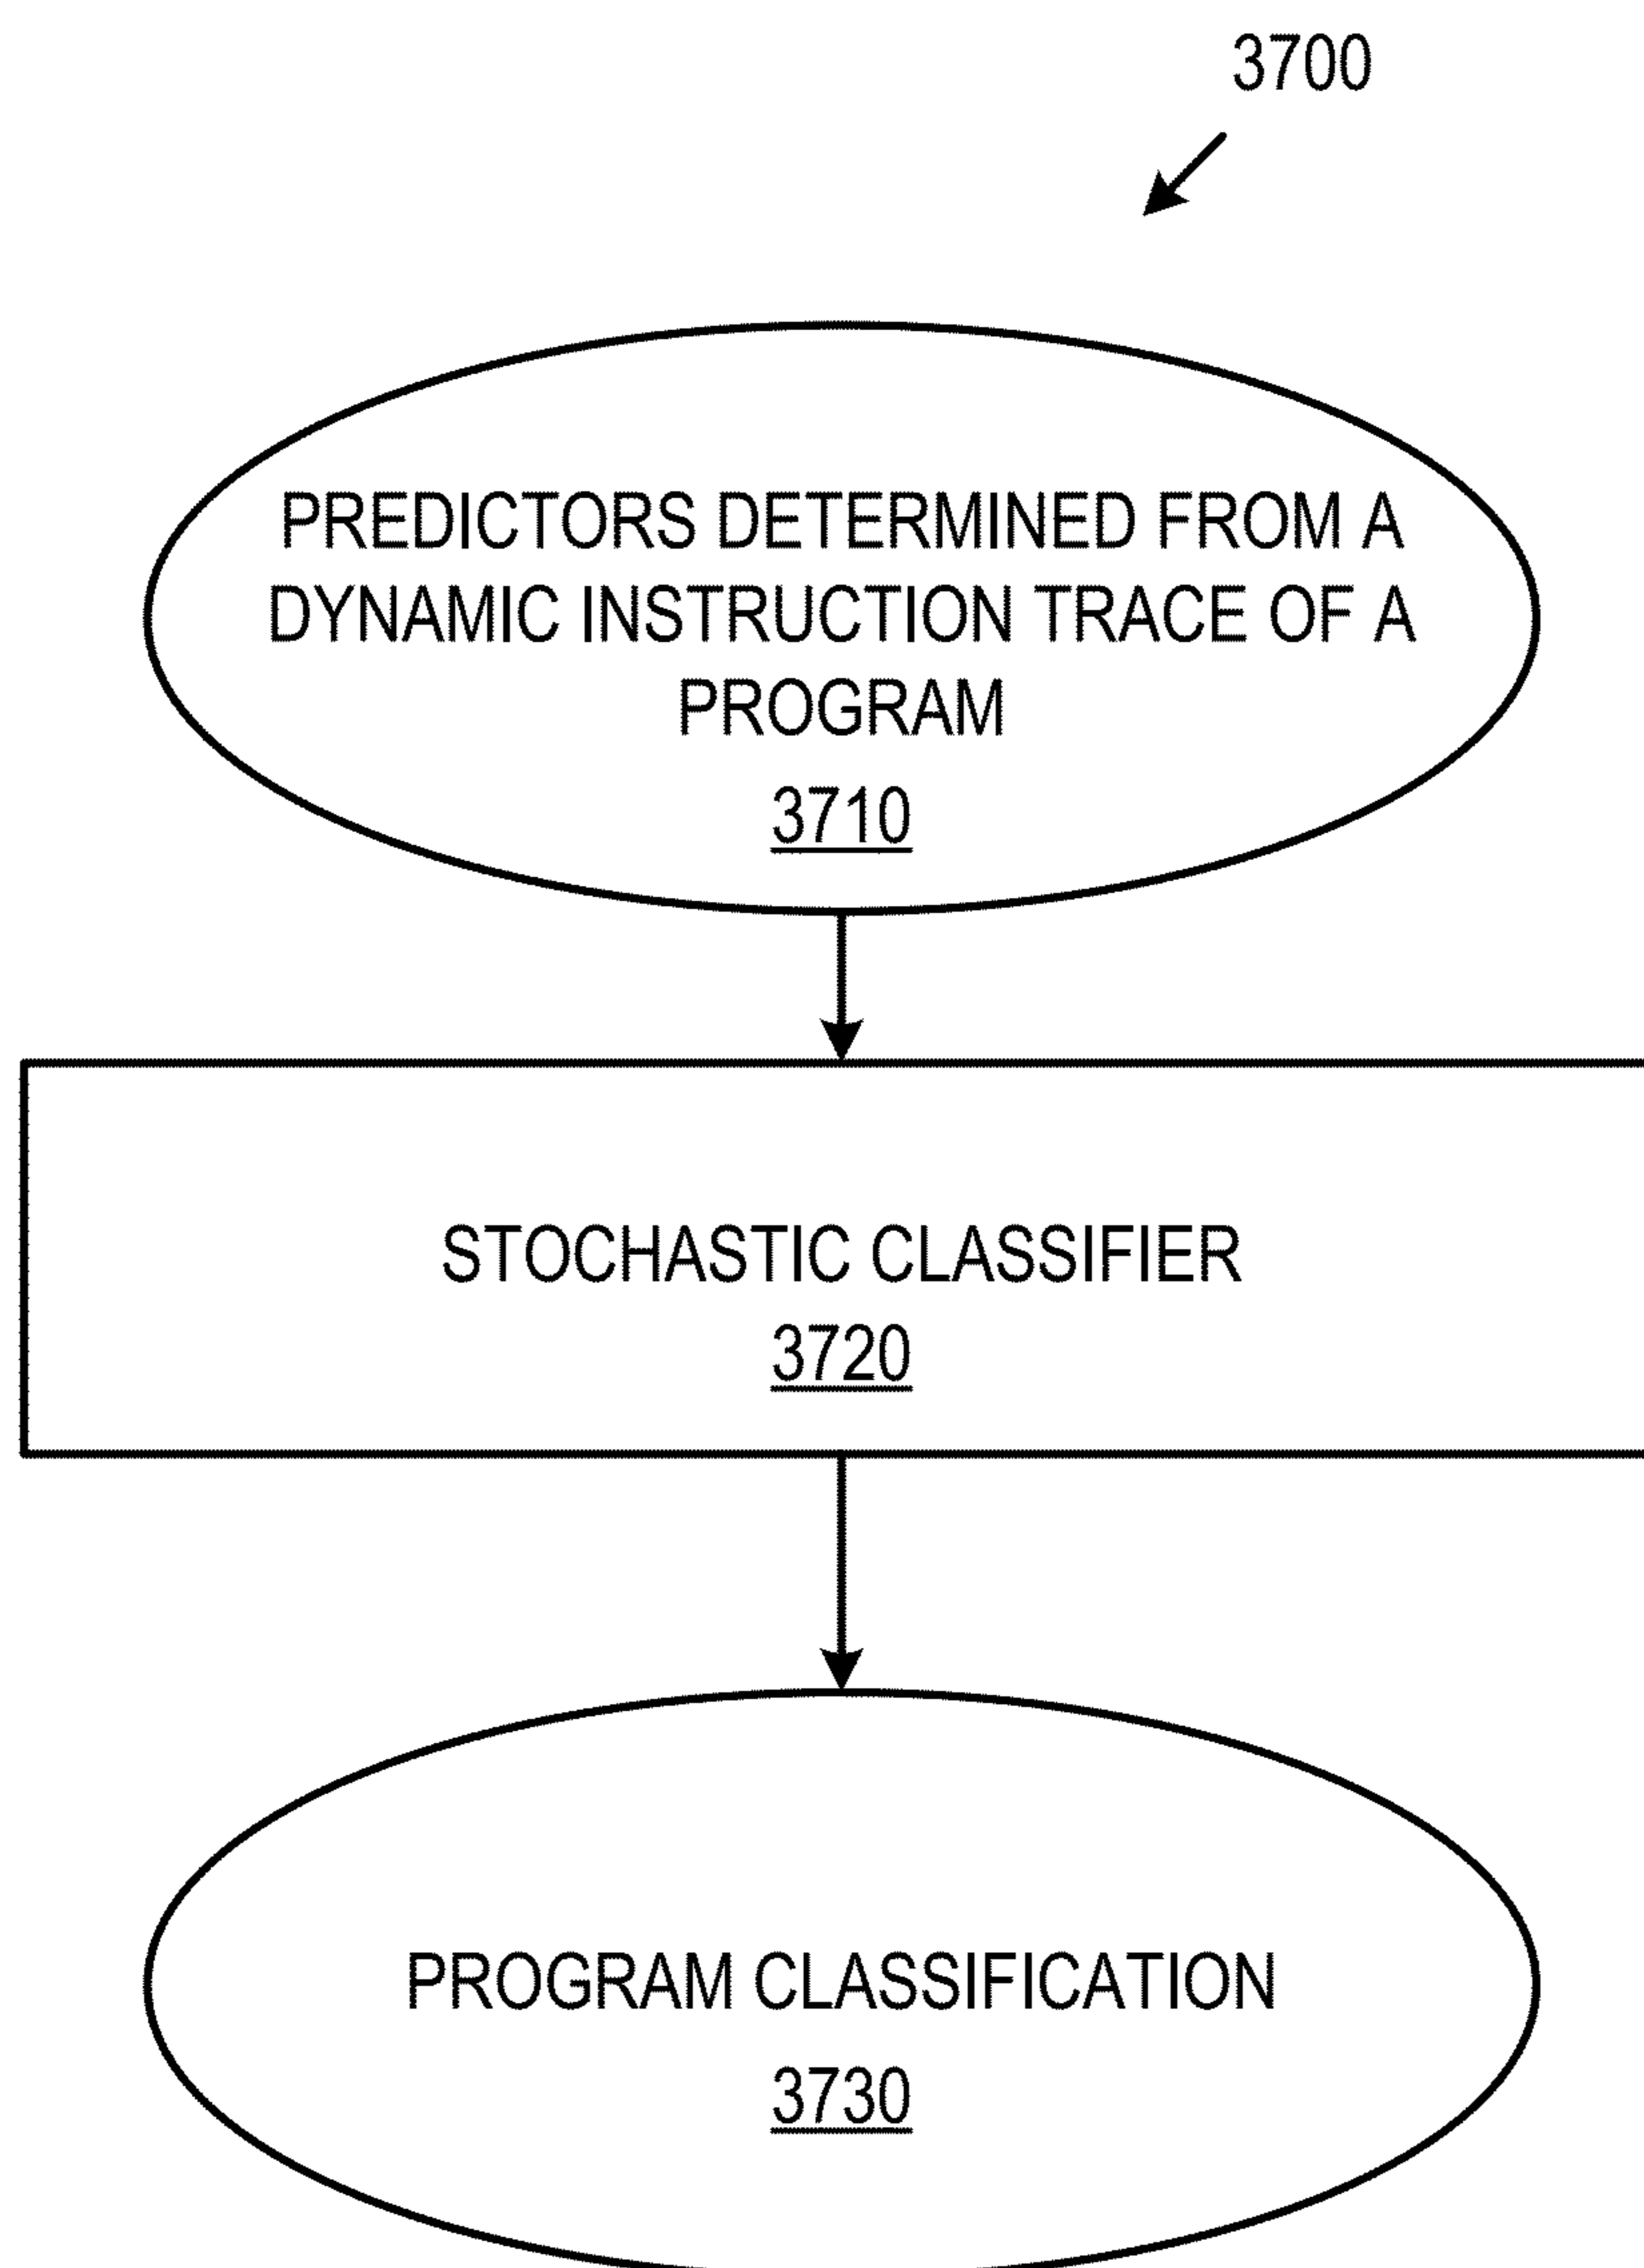 3700
PREDICTORS DETERMINED FROM A
DYNAMIC INSTRUCTION TRACE OF A
PROGRAM
3710
STOCHASTIC CLASSIFIER
3720
PROGRAM CLASSIFICATION
3730